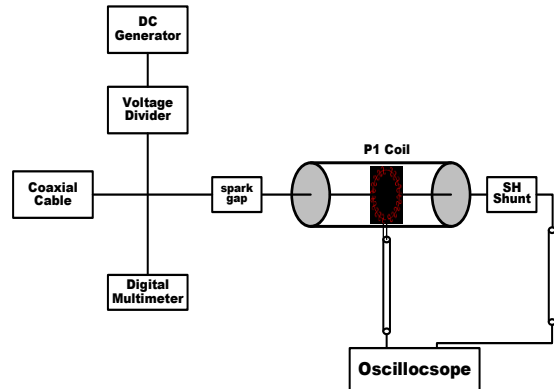 DC
Generator
Voltage
Divider
P1 Coil
Coaxial
Cable
spark
gap
SH
Shunt
Digital
Multimeter
Oscillocsope